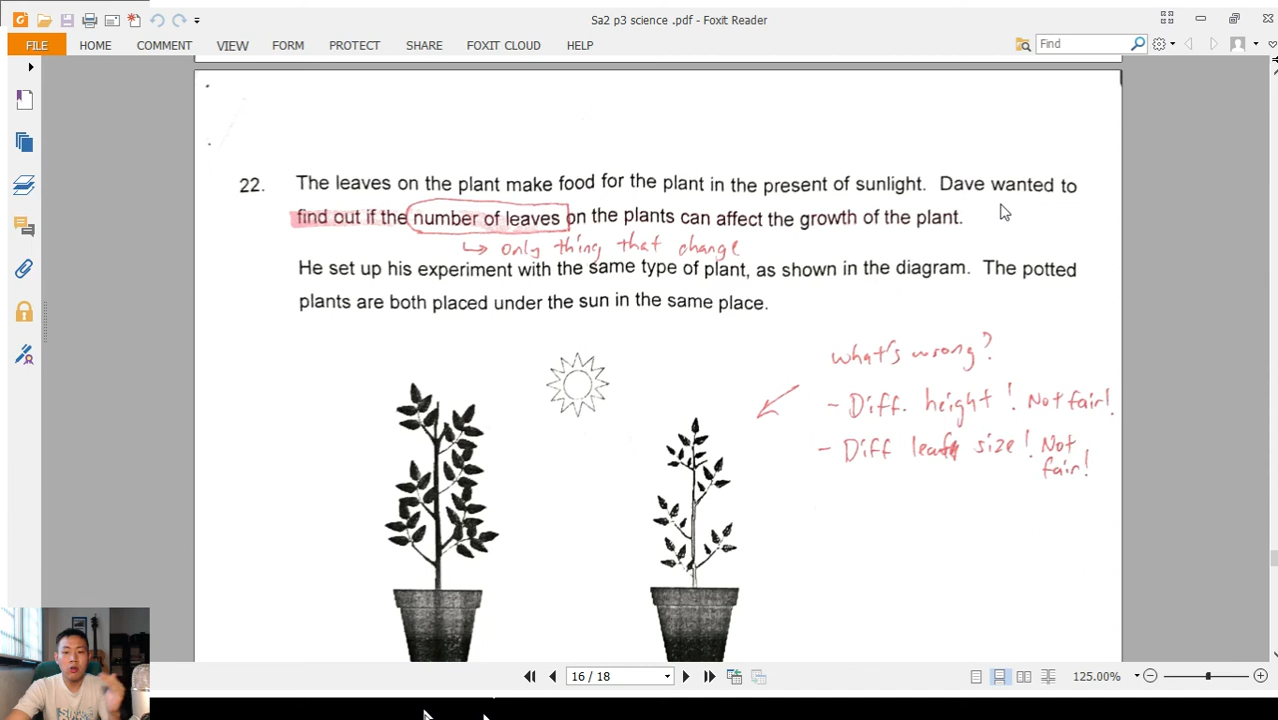 Sa2 p3 science .pdf - Foxit Reader
FILE HOME COMMENT VIEW FORM PROTECT SHARE FOXIT CLOUD HELP
Find
22. The leaves on the plant make food for the plant in the present of sunlight. Dave wanted to
find out if the number of leaves on the plants can affect the growth of the plant.
↳ only thing that change
He set up his experiment with the same type of plant, as shown in the diagram. The potted
plants are both placed under the sun in the same place.
what's wrong?
- Diff. height! Not fair!
- Diff leaf size! Not
fair!
16 / 18
125.00%